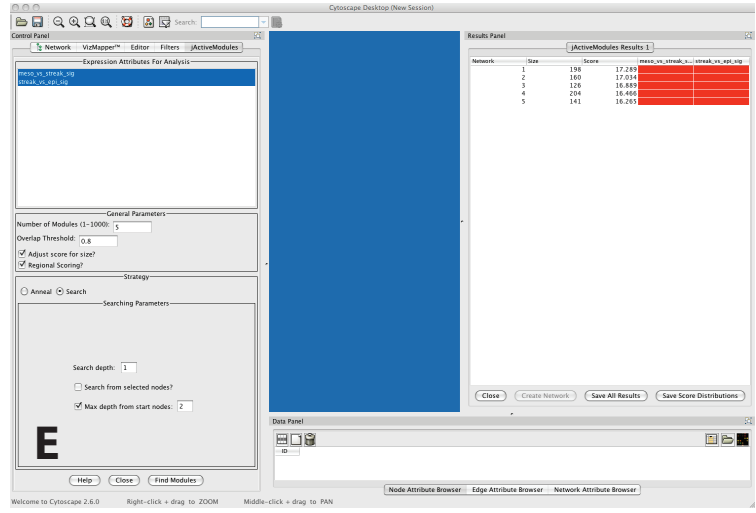 Cytoscape Desktop (New Session)
Search:
Control Panel
Network VizMapper™ Editor Filters jActiveModules
Expression Attributes For Analysis
meso_vs_streak_sig
streak_vs_epi_sig
General Parameters
Number of Modules (1-1000): 5
Overlap Threshold: 0.8
Adjust score for size?
Regional Scoring?
Strategy
Anneal Search
Searching Parameters
Search depth: 1
Search from selected nodes?
Max depth from start nodes: 2
E
Help Close Find Modules
Results Panel
jActiveModules Results 1
Network Size Score meso_vs_streak_s... streak_vs_epi_sig
1 198 17.289
2 160 17.034
3 126 16.889
4 204 16.466
5 141 16.265
Close Create Network Save All Results Save Score Distributions
Data Panel
ID
Node Attribute Browser Edge Attribute Browser Network Attribute Browser
Welcome to Cytoscape 2.6.0 Right-click + drag to ZOOM Middle-click + drag to PAN